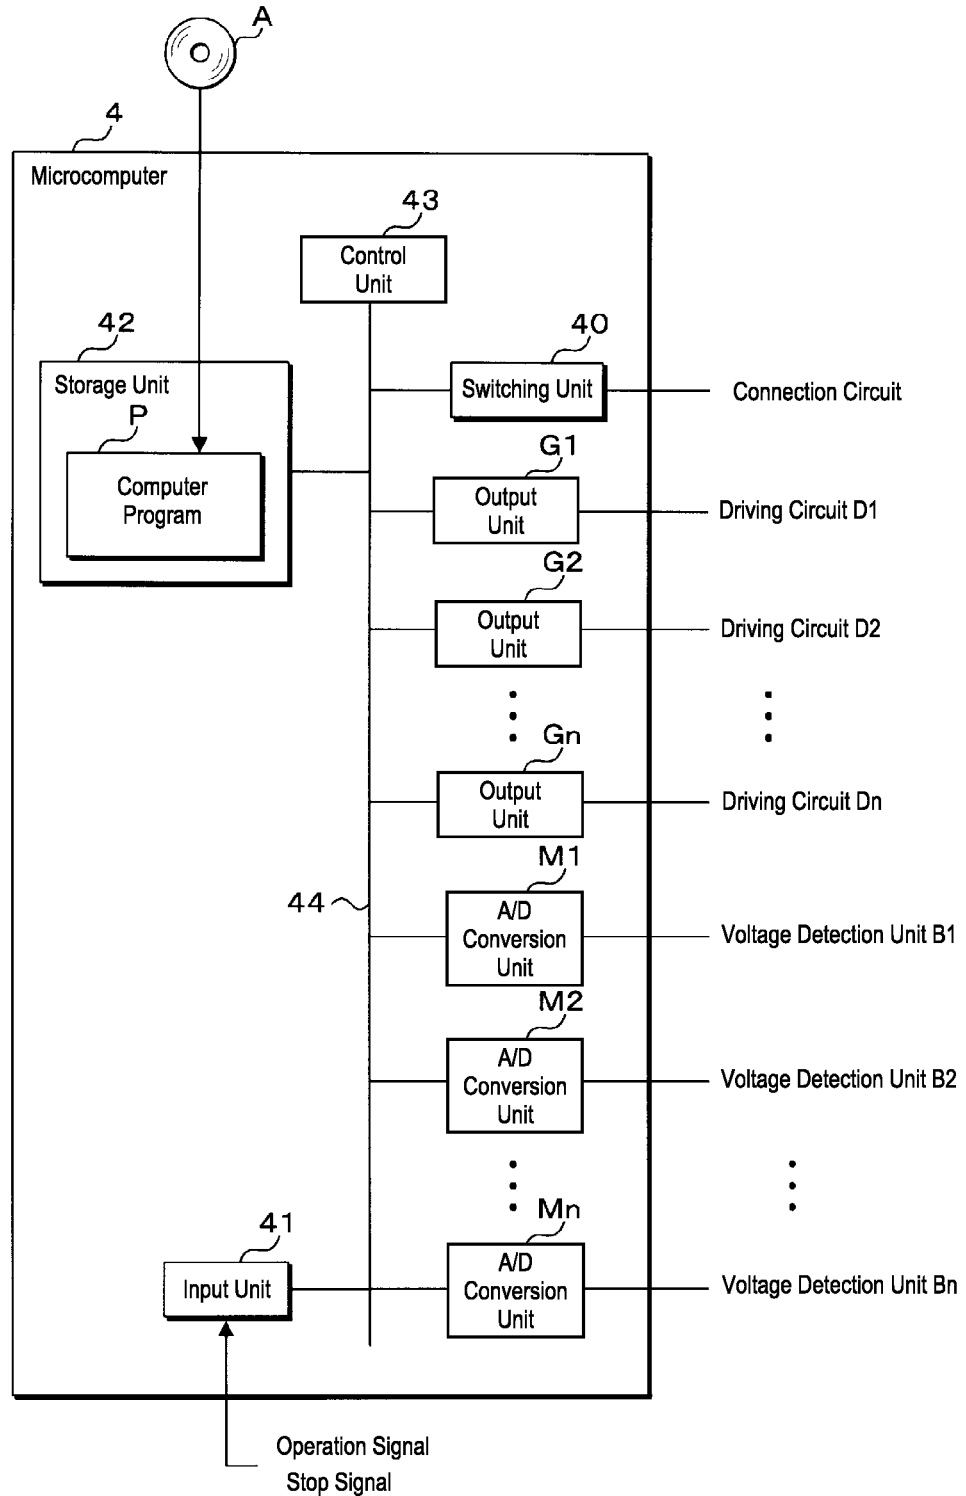 A
4
Microcomputer
43
Control
Unit
42
Storage Unit
P
Computer
Program
40
Switching Unit
Connection Circuit
G1
Output
Unit
Driving Circuit D1
G2
Output
Unit
Driving Circuit D2
Gn
Output
Unit
Driving Circuit Dn
44
M1
A/D
Conversion
Unit
Voltage Detection Unit B1
M2
A/D
Conversion
Unit
Voltage Detection Unit B2
41
Input Unit
Mn
A/D
Conversion
Unit
Voltage Detection Unit Bn
Operation Signal
Stop Signal